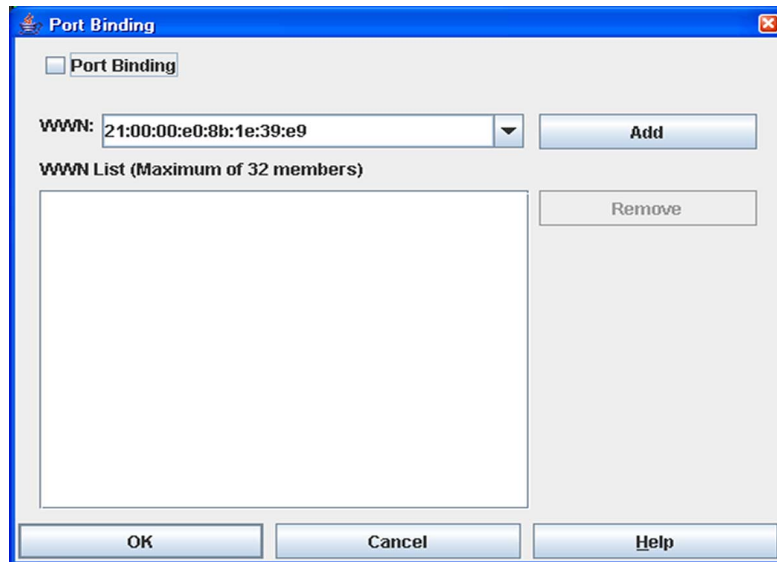 Port Binding
Port Binding
WWN: 21:00:00:e0:8b:1e:39:e9 Add
WWN List (Maximum of 32 members)
Remove
OK Cancel Help